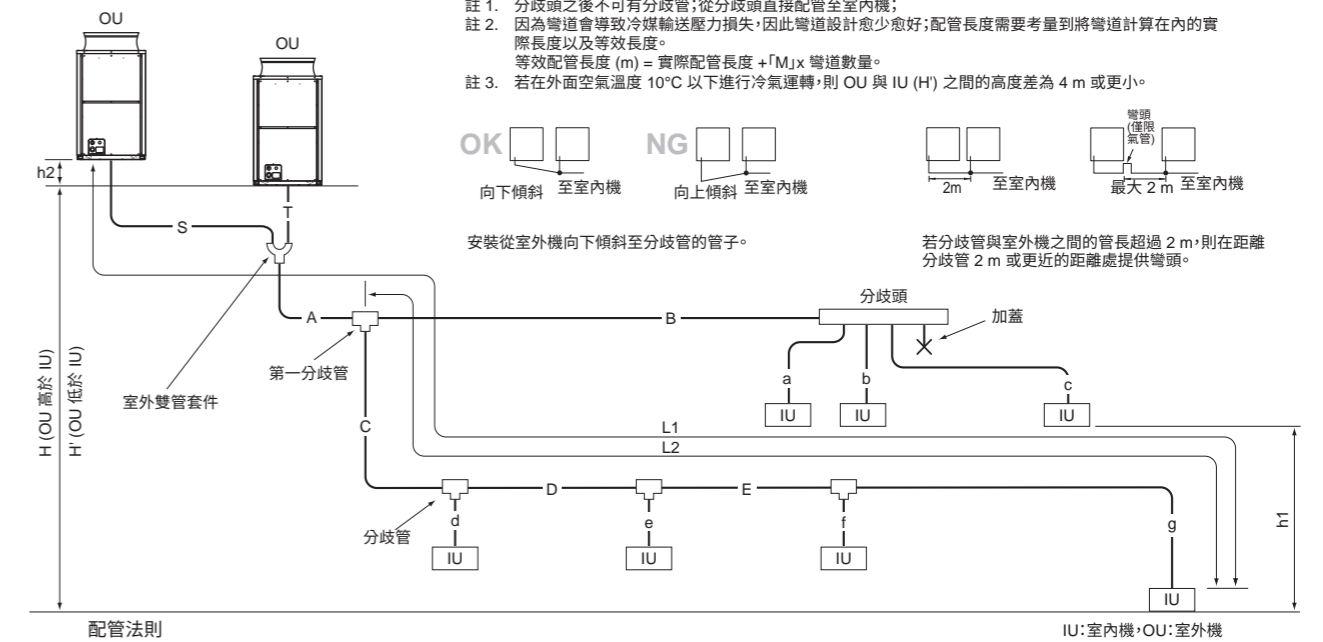 註 1. 分歧頭之後不可有分歧管;從分歧頭直接配管至室內機;
註 2. 因為彎道會導致冷媒輸送壓力損失,因此彎道設計愈少愈好;配管長度需要考量到將彎道計算在內的實
際長度以及等效長度。
等效配管長度 (m) = 實際配管長度 +「M」x 彎道數量。
註 3. 若在外面空氣溫度 10°C 以下進行冷氣運轉,則 OU 與 IU (H') 之間的高度差為 4 m 或更小。
OU
OU
OK
向下傾斜
至室內機
NG
向上傾斜
至室內機
2m
至室內機
彎頭
(僅限
氣管)
最大 2 m
至室內機
安裝從室外機向下傾斜至分歧管的管子。
若分歧管與室外機之間的管長超過 2 m,則在距離
分歧管 2 m 或更近的距離處提供彎頭。
h2
S
T
A
B
分歧頭
加蓋
第一分歧管
室外雙管套件
a
b
c
IU
IU
IU
H (OU 高於 IU)
H' (OU 低於 IU)
C
L1
L2
D
E
分歧管
d
e
f
g
h1
IU
IU
IU
IU
配管法則
IU:室內機,OU:室外機